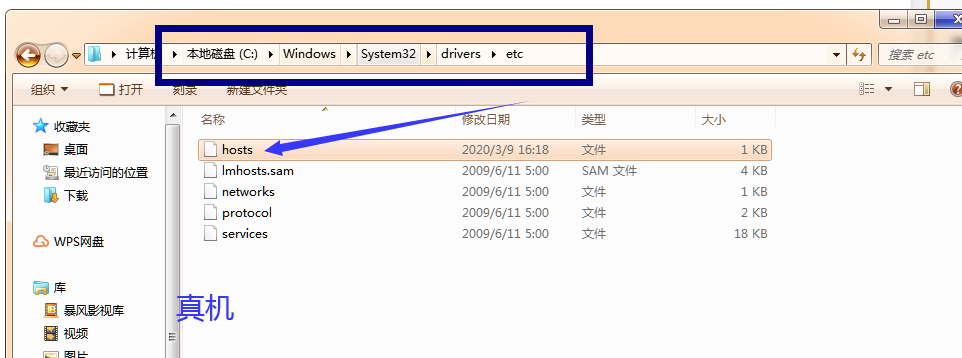 计算机 本地磁盘 (C:) Windows System32 drivers etc 搜索 etc
组织 打开 刻录 新建文件夹
收藏夹
桌面
最近访问的位置
下载
WPS网盘
库
暴风影视库
视频
图片
名称 修改日期 类型 大小
hosts 2020/3/9 16:18 文件 1 KB
lmhosts.sam 2009/6/11 5:00 SAM 文件 4 KB
networks 2009/6/11 5:00 文件 1 KB
protocol 2009/6/11 5:00 文件 2 KB
services 2009/6/11 5:00 文件 18 KB
真机